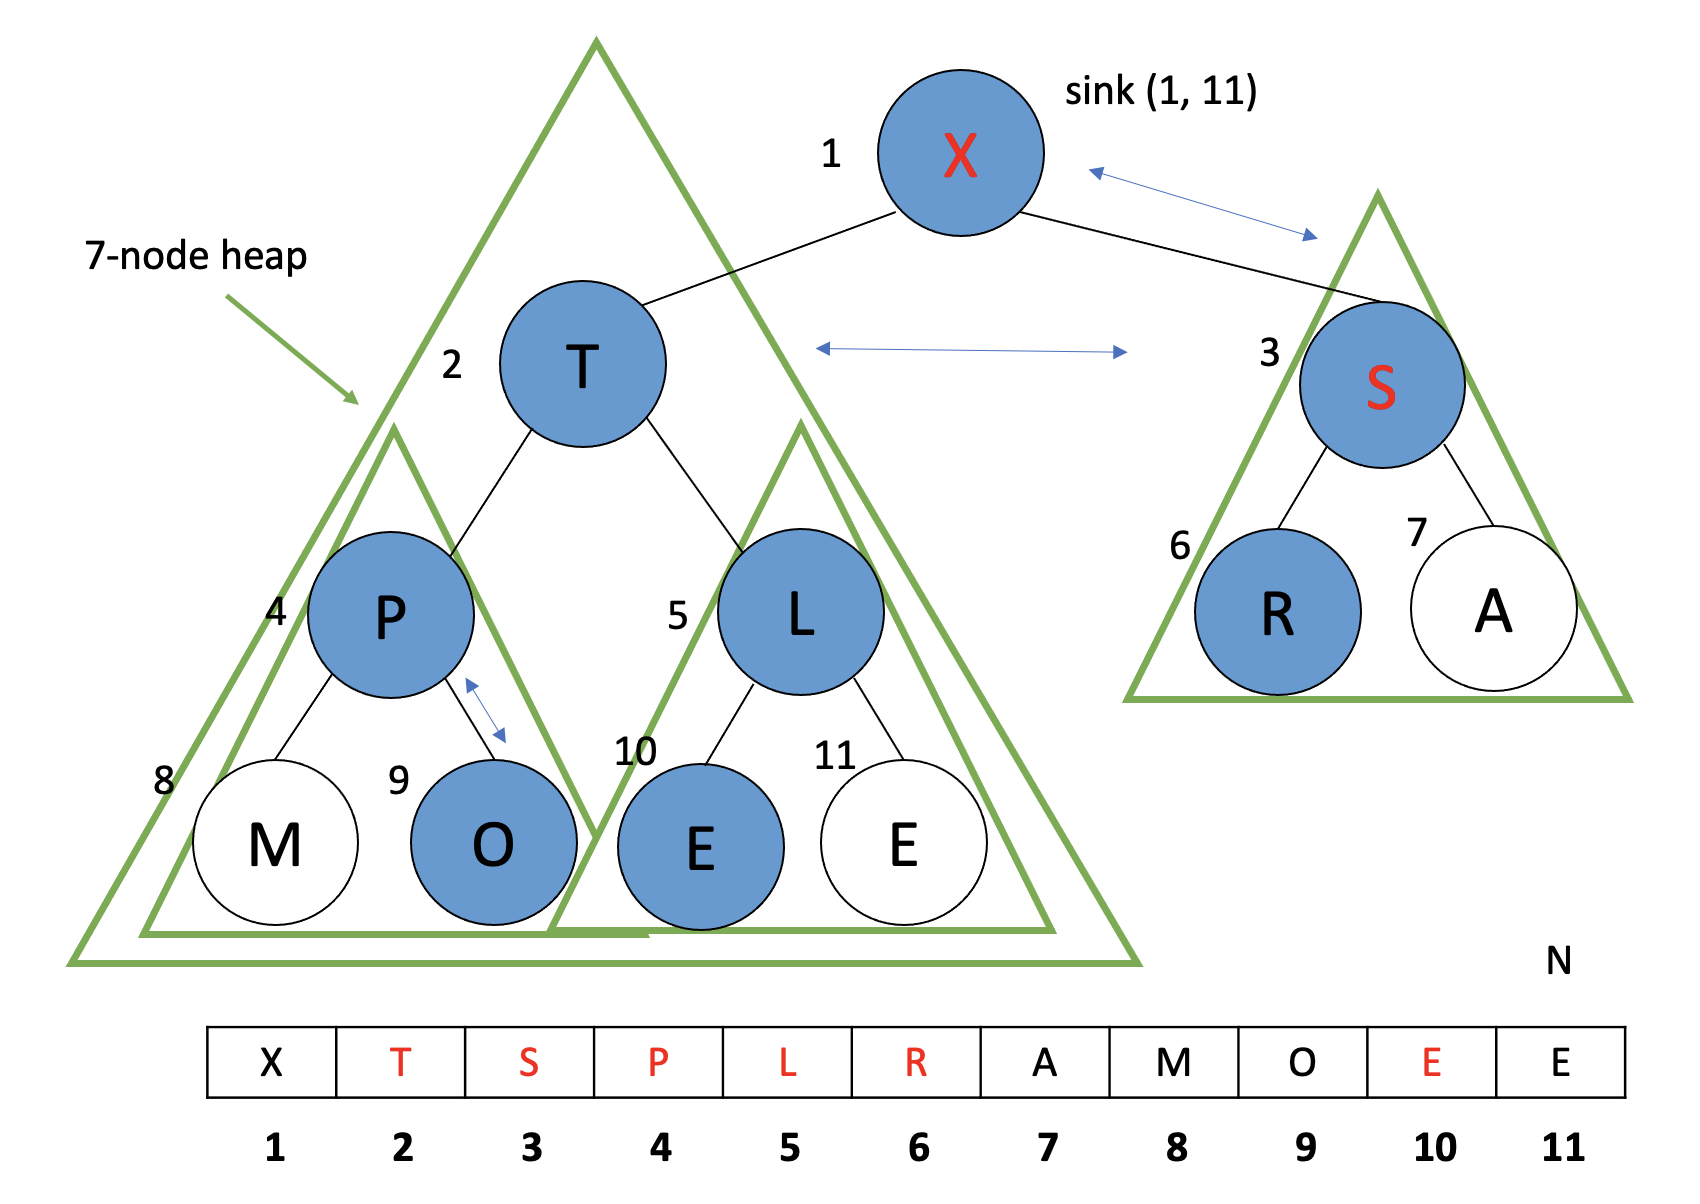 sink (1, 11)
1
X
7-node heap
2
T
3
S
4
P
5
L
6
R
7
A
8
M
9
O
10
E
11
E
N
X T S P L R A M O E E
1 2 3 4 5 6 7 8 9 10 11